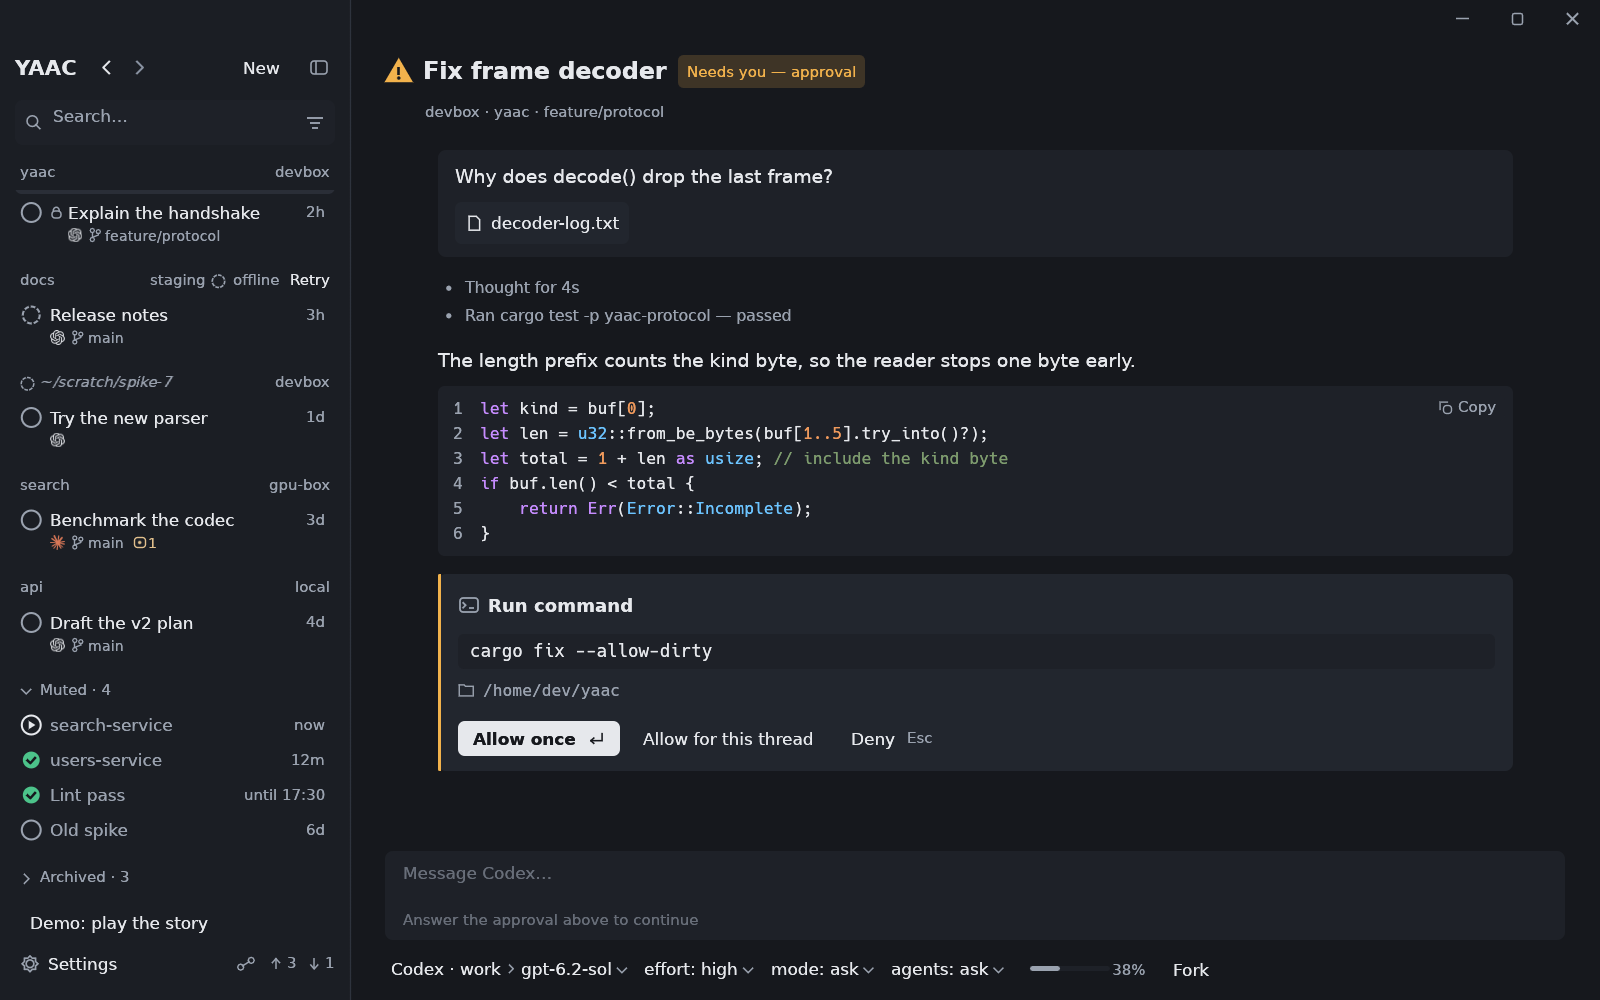 YAAC New
Search...
yaac devbox
Explain the handshake 2h
feature/protocol
docs staging offline Retry
Release notes 3h
main
~/scratch/spike-7 devbox
Try the new parser 1d
search gpu-box
Benchmark the codec 3d
main 1
api local
Draft the v2 plan 4d
main
Muted · 4
search-service now
users-service 12m
Lint pass until 17:30
Old spike 6d
Archived · 3
Demo: play the story
Settings 3 1
Fix frame decoder Needs you — approval
devbox · yaac · feature/protocol
Why does decode() drop the last frame?
decoder-log.txt
• Thought for 4s
• Ran cargo test -p yaac-protocol — passed
The length prefix counts the kind byte, so the reader stops one byte early.
Copy
1 let kind = buf[0];
2 let len = u32::from_be_bytes(buf[1..5].try_into()?);
3 let total = 1 + len as usize; // include the kind byte
4 if buf.len() < total {
5     return Err(Error::Incomplete);
6 }
Run command
cargo fix --allow-dirty
/home/dev/yaac
Allow once Allow for this thread Deny Esc
Message Codex...
Answer the approval above to continue
Codex · work gpt-6.2-sol effort: high mode: ask agents: ask 38% Fork